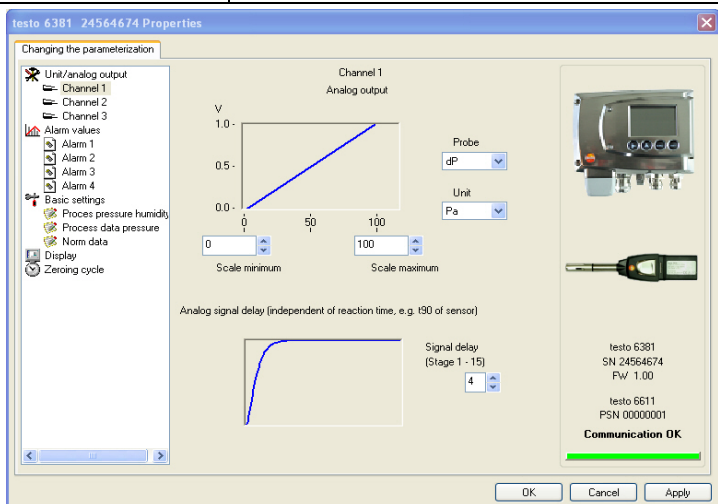 testo 6381 24564674 Properties
Changing the parameterization
Unit/analog output
Channel 1
Channel 2
Channel 3
Alarm values
Alarm 1
Alarm 2
Alarm 3
Alarm 4
Basic settings
Proces pressure humidity
Process data pressure
Norm data
Display
Zeroing cycle
Channel 1
Analog output
V
1.0 -
0.5 -
0.0 -
0 50 100
Probe
dP
Unit
Pa
0 100
Scale minimum Scale maximum
Analog signal delay (independent of reaction time, e.g. t90 of sensor)
Signal delay
(Stage 1 - 15)
4
testo 6381
SN 24564674
FW 1.00
testo 6611
PSN 00000001
Communication OK
OK Cancel Apply